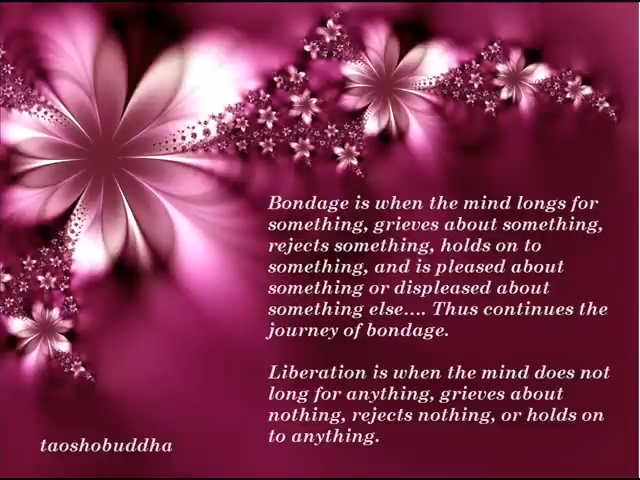 Bondage is when the mind longs for
something, grieves about something,
rejects something, holds on to
something, and is pleased about
something or displeased about
something else.... Thus continues the
journey of bondage.
Liberation is when the mind does not
long for anything, grieves about
nothing, rejects nothing, or holds on
to anything.
taoshobuddha